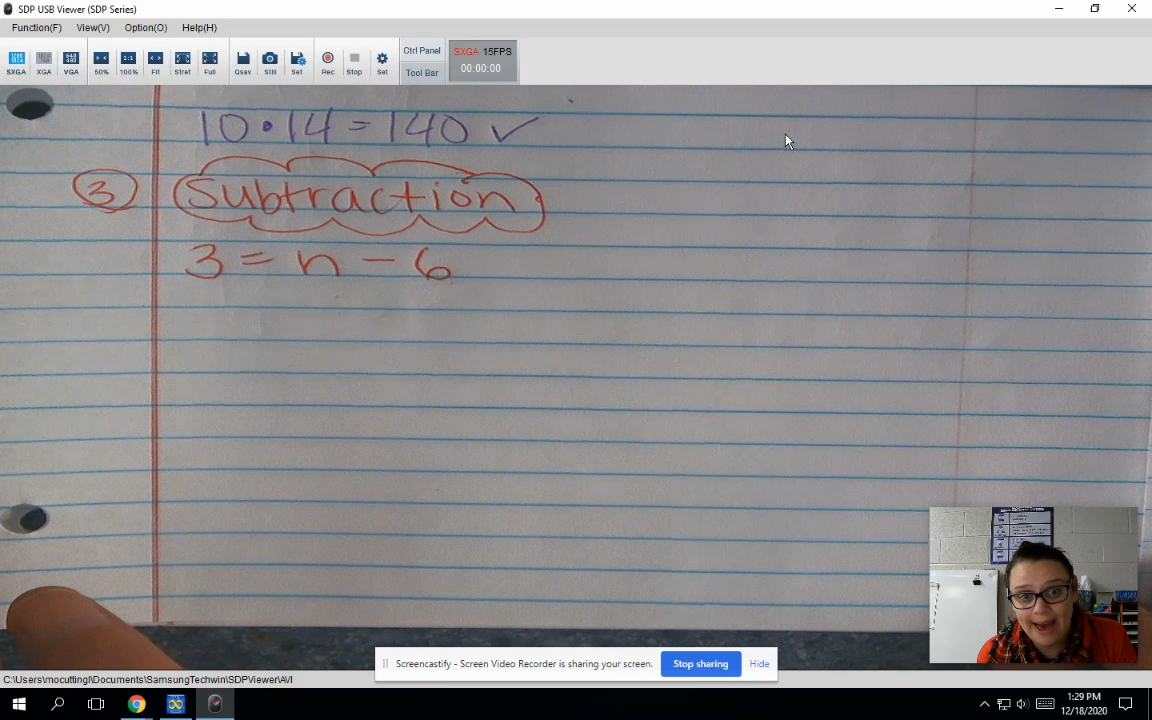 SDP USB Viewer (SDP Series)
Function(F) View(V) Option(O) Help(H)
SXGA XGA VGA 50% 100% Fit Stret Full Qsav Still Set Rec Stop Set
Ctrl Panel
Tool Bar
SXGA 15FPS
00:00:00
10 • 14 = 140 ✓
3 Subtraction
3 = n - 6
Screencastify - Screen Video Recorder is sharing your screen. Stop sharing Hide
C:\Users\mocuttingl\Documents\SamsungTechwin\SDPViewer\AVI
1:29 PM
12/18/2020